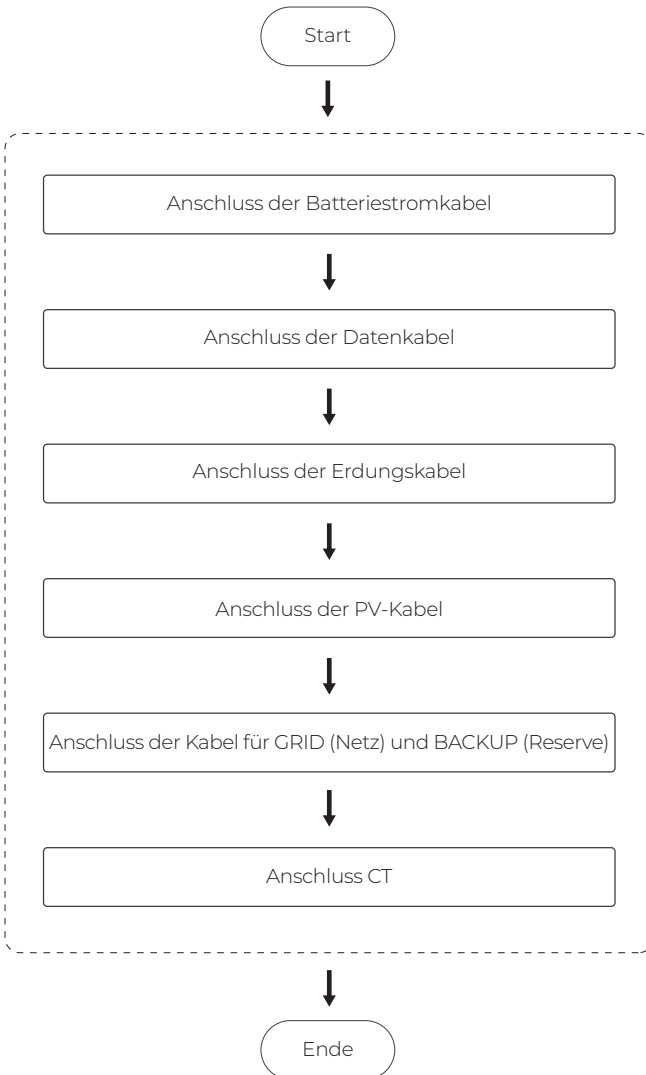 Start
Anschluss der Batteriestromkabel
Anschluss der Datenkabel
Anschluss der Erdungskabel
Anschluss der PV-Kabel
Anschluss der Kabel für GRID (Netz) und BACKUP (Reserve)
Anschluss CT
Ende